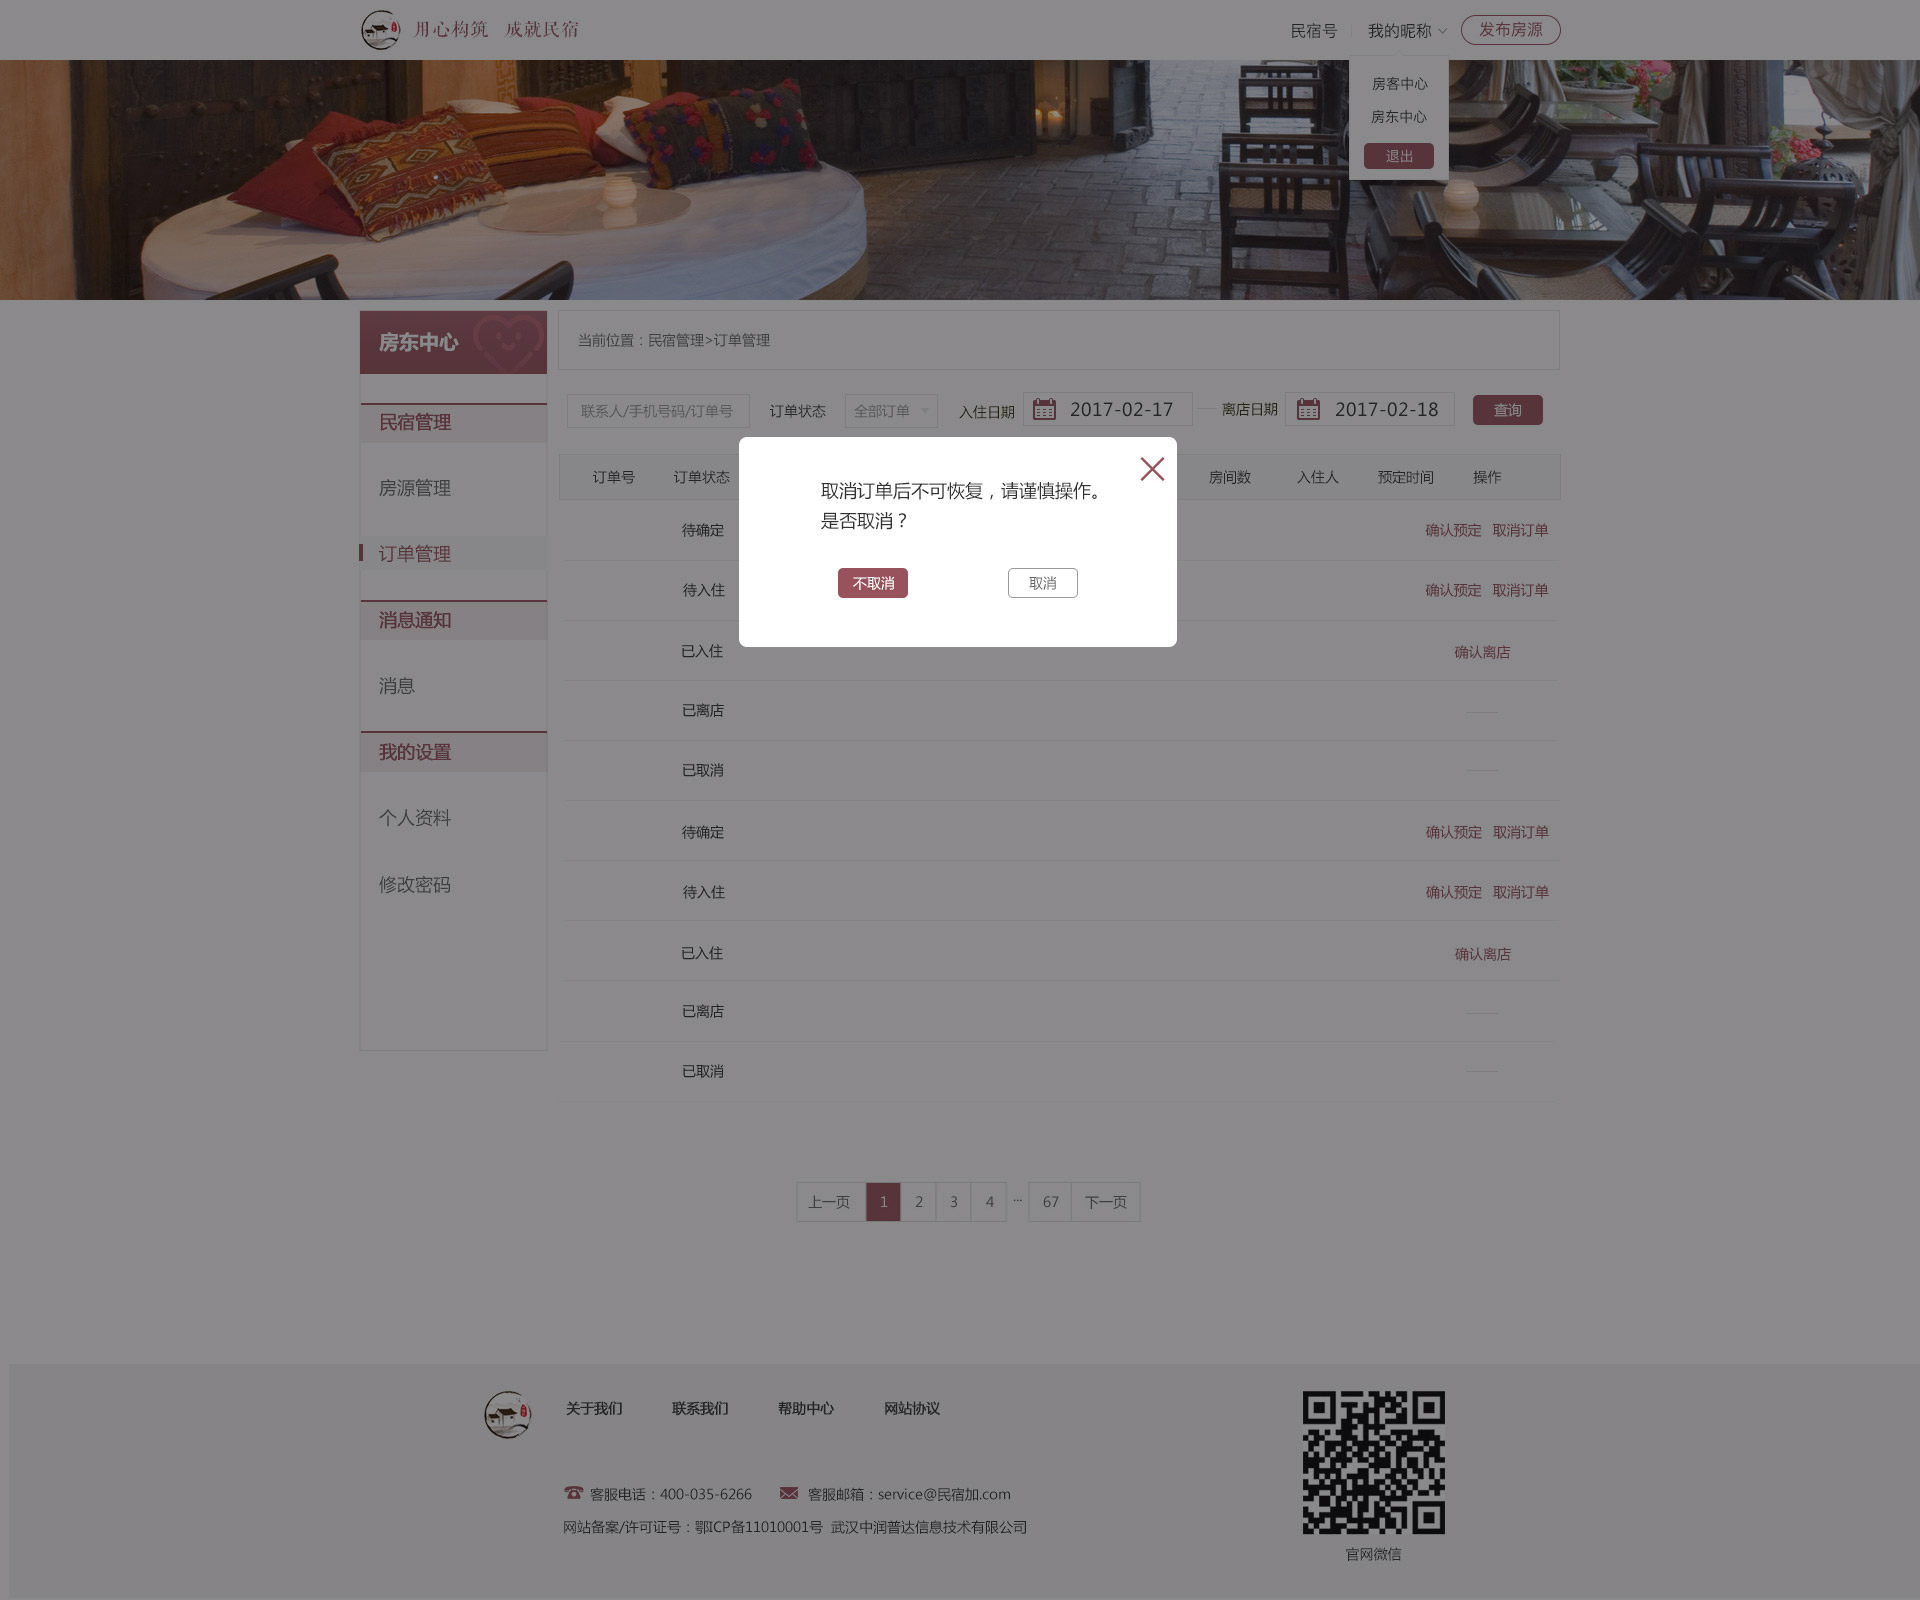 用心构筑 成就民宿
民宿号 我的昵称 发布房源
房客中心
房东中心
退出
房东中心
民宿管理
房源管理
订单管理
消息通知
消息
我的设置
个人资料
修改密码
当前位置：民宿管理>订单管理
联系人/手机号码/订单号 订单状态 全部订单 入住日期 2017-02-17 离店日期 2017-02-18 查询
订单号 订单状态 房间数 入住人 预定时间 操作
取消订单后不可恢复，请谨慎操作。
是否取消？
不取消 取消
待确定 确认预定 取消订单
待入住 确认预定 取消订单
已入住 确认离店
已离店
已取消
待确定 确认预定 取消订单
待入住 确认预定 取消订单
已入住 确认离店
已离店
已取消
上一页 1 2 3 4 ... 67 下一页
关于我们 联系我们 帮助中心 网站协议
客服电话：400-035-6266 客服邮箱：service@民宿加.com
网站备案/许可证号：鄂ICP备11010001号 武汉中润普达信息技术有限公司
官网微信